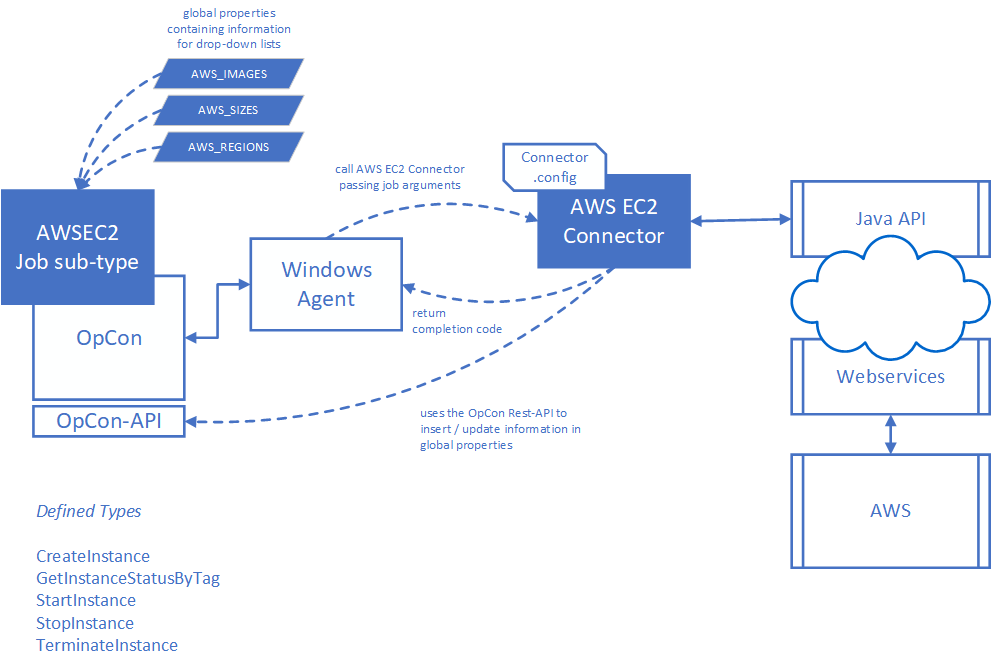 global properties
containing information
for drop-down lists
AWS_IMAGES
AWS_SIZES
AWS_REGIONS
call AWS EC2 Connector
passing job arguments
Connector
.config
AWS EC2
Connector
Java API
AWSEC2
Job sub-type
Windows
Agent
OpCon
return
completion code
Webservices
OpCon-API
uses the OpCon Rest-API to
insert / update information in
global properties
AWS
Defined Types
CreateInstance
GetInstanceStatusByTag
StartInstance
StopInstance
TerminateInstance